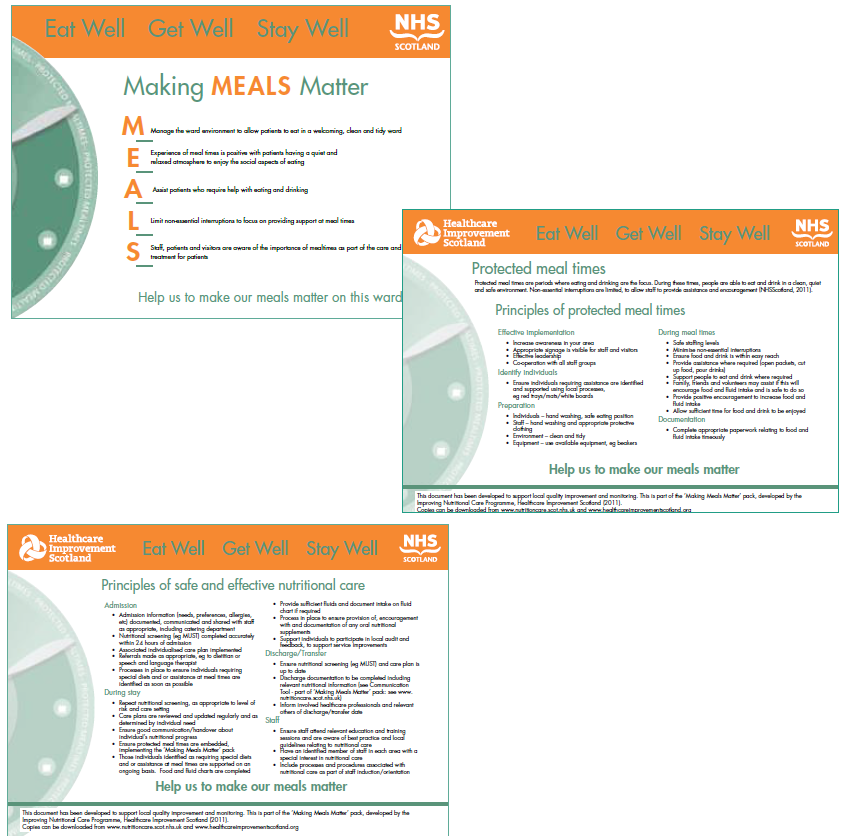 Eat Well Get Well Stay Well
NHS
SCOTLAND
Making MEALS Matter
M Manage the ward environment to allow patients to eat in a welcoming, clean and tidy ward
E Experience of meal times is positive with patients having a quiet and
relaxed atmosphere to enjoy the social aspects of eating
A Assist patients who require help with eating and drinking
L Limit non-essential interruptions to focus on providing support at meal times
S Staff, patients and visitors are aware of the importance of mealtimes as part of the care and
treatment for patients
Help us to make our meals matter on this ward
PROTECTED MEALTIMES
Healthcare
Improvement
Scotland
Eat Well Get Well Stay Well
NHS
SCOTLAND
Protected meal times
Protected meal times are periods where eating and drinking are the focus. During these times, people are able to eat and drink in a clean, quiet
and safe environment. Non-essential interruptions are limited, to allow staff to provide assistance and encouragement (NHSScotland, 2011).
Principles of protected meal times
Effective implementation
• Increase awareness in your area
• Appropriate signage is visible for staff and visitors
• Effective leadership
• Co-operation with all staff groups
Identify individuals
• Ensure individuals requiring assistance are identified
and supported using local processes,
eg red trays/mats/white boards
Preparation
• Individuals – hand washing, safe eating position
• Staff – hand washing and appropriate protective
clothing
• Environment – clean and tidy
• Equipment – use available equipment, eg beakers
During meal times
• Safe staffing levels
• Minimise non-essential interruptions
• Ensure food and drink is within easy reach
• Provide assistance where required (open packets, cut
up food, pour drinks)
• Support people to eat and drink where required
• Family, friends and volunteers may assist if this will
encourage food and fluid intake and is safe to do so
• Provide positive encouragement to increase food and
fluid intake
• Allow sufficient time for food and drink to be enjoyed
Documentation
• Complete appropriate paperwork relating to food and
fluid intake timeously
Help us to make our meals matter
This document has been developed to support local quality improvement and monitoring. This is part of the 'Making Meals Matter' pack, developed by the
Improving Nutritional Care Programme, Healthcare Improvement Scotland (2011).
Copies can be downloaded from www.nutritioncare.scot.nhs.uk and www.healthcareimprovementscotland.org
Healthcare
Improvement
Scotland
Eat Well Get Well Stay Well
NHS
SCOTLAND
Principles of safe and effective nutritional care
Admission
• Admission information (needs, preferences, allergies,
etc) documented, communicated and shared with staff
as appropriate, including catering department
• Nutritional screening (eg MUST) completed accurately
within 24 hours of admission
• Associated individualised care plan implemented
• Referrals made as appropriate, eg to dietitian or
speech and language therapist
• Processes in place to ensure individuals requiring
special diets and or assistance at meal times are
identified as soon as possible
During stay
• Repeat nutritional screening, as appropriate to level of
risk and care setting
• Care plans are reviewed and updated regularly and as
determined by individual need
• Ensure good communication/handover about
individual's nutritional progress
• Ensure protected meal times are embedded,
implementing the 'Making Meals Matter' pack
• Those individuals identified as requiring special diets
and or assistance at meal times are supported on an
ongoing basis. Food and fluid charts are completed
• Provide sufficient fluids and document intake on fluid
chart if required
• Process in place to ensure provision of, encouragement
with and documentation of any oral nutritional
supplements
• Support individuals to participate in local audit and
feedback, to support service improvements
Discharge/Transfer
• Ensure nutritional screening (eg MUST) and care plan is
up to date
• Discharge documentation to be completed including
relevant nutritional information (see Communication
Tool - part of 'Making Meals Matter' pack: see www.
nutritioncare.scot.nhs.uk)
• Inform involved healthcare professionals and relevant
others of discharge/transfer date
Staff
• Ensure staff attend relevant education and training
sessions and are aware of best practice and local
guidelines relating to nutritional care
• Have an identified member of staff in each area with a
special interest in nutritional care
• Include processes and procedures associated with
nutritional care as part of staff induction/orientation
Help us to make our meals matter
This document has been developed to support local quality improvement and monitoring. This is part of the 'Making Meals Matter' pack, developed by the
Improving Nutritional Care Programme, Healthcare Improvement Scotland (2011).
Copies can be downloaded from www.nutritioncare.scot.nhs.uk and www.healthcareimprovementscotland.org